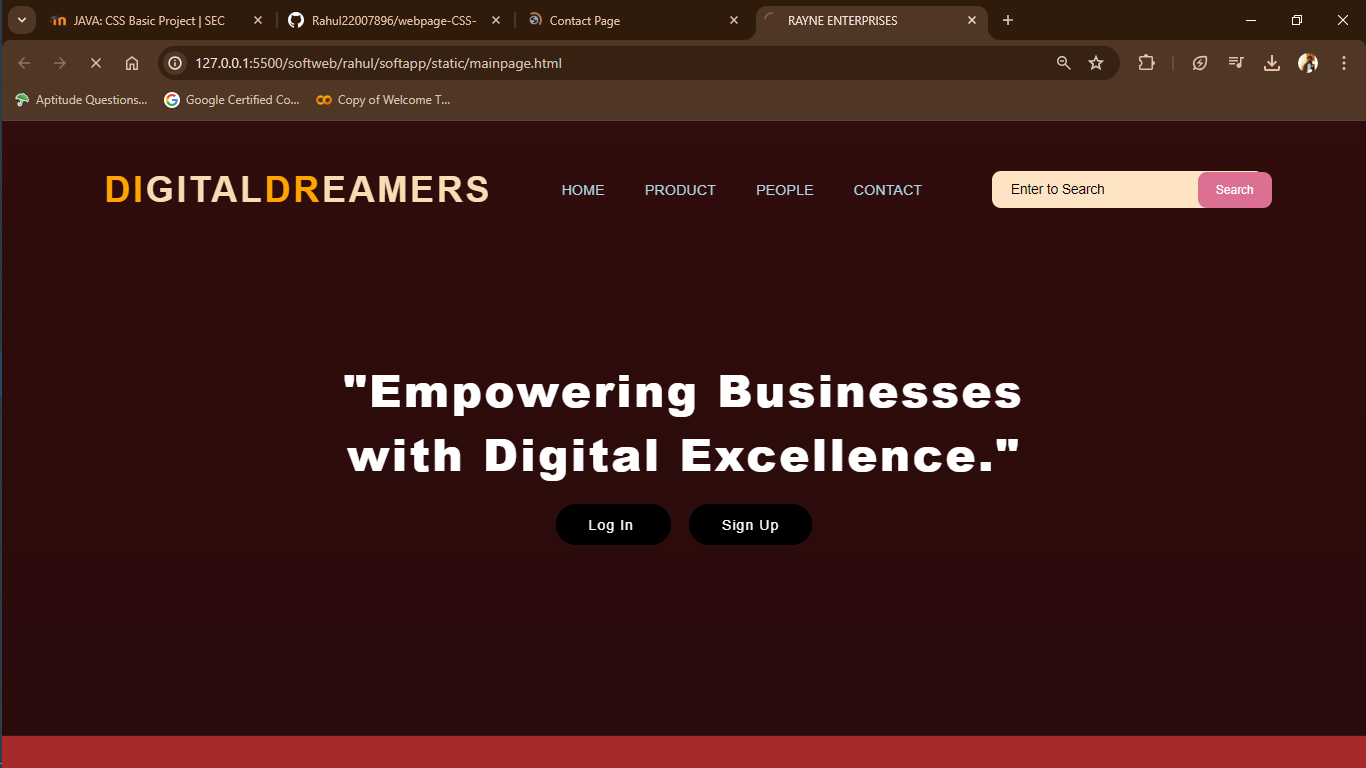 JAVA: CSS Basic Project | SEC
Rahul22007896/webpage-CSS-
Contact Page
RAYNE ENTERPRISES
127.0.0.1:5500/softweb/rahul/softapp/static/mainpage.html
Aptitude Questions...
Google Certified Co...
Copy of Welcome T...
DIGITALDREAMERS
HOME
PRODUCT
PEOPLE
CONTACT
Enter to Search
Search
"Empowering Businesses
with Digital Excellence."
Log In
Sign Up